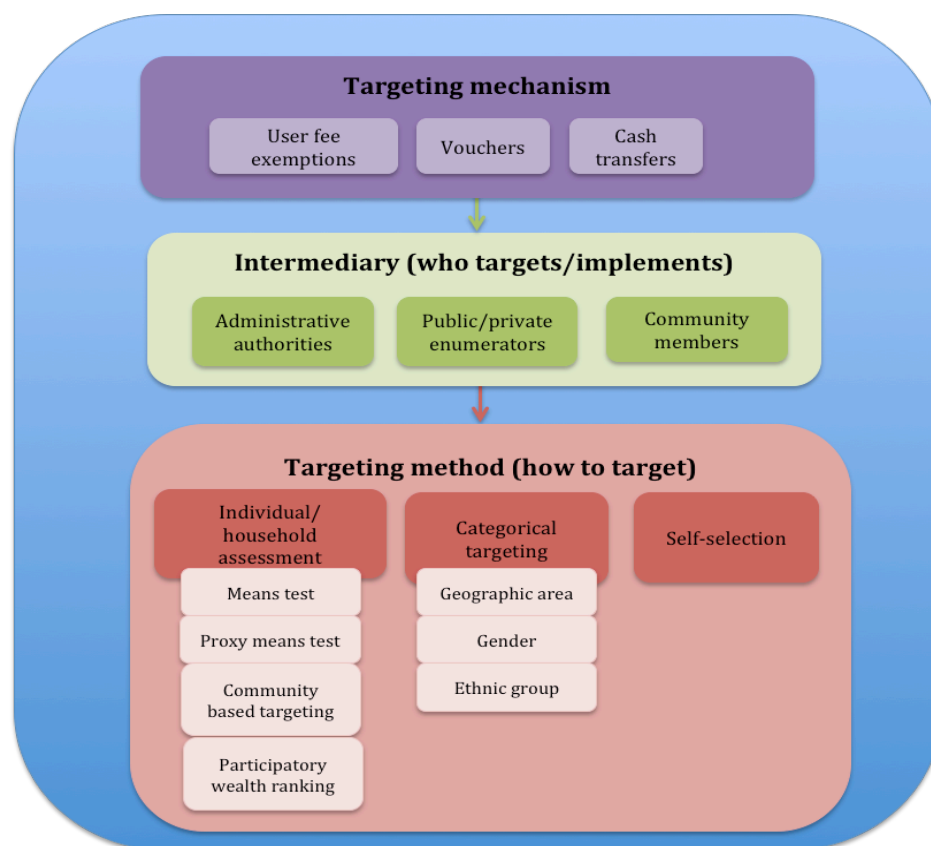 Targeting mechanism
User fee
exemptions
Vouchers
Cash
transfers
Intermediary (who targets/implements)
Administrative
authorities
Public/private
enumerators
Community
members
Targeting method (how to target)
Individual/
household
assessment
Means test
Proxy means test
Community
based targeting
Participatory
wealth ranking
Categorical
targeting
Geographic area
Gender
Ethnic group
Self-selection